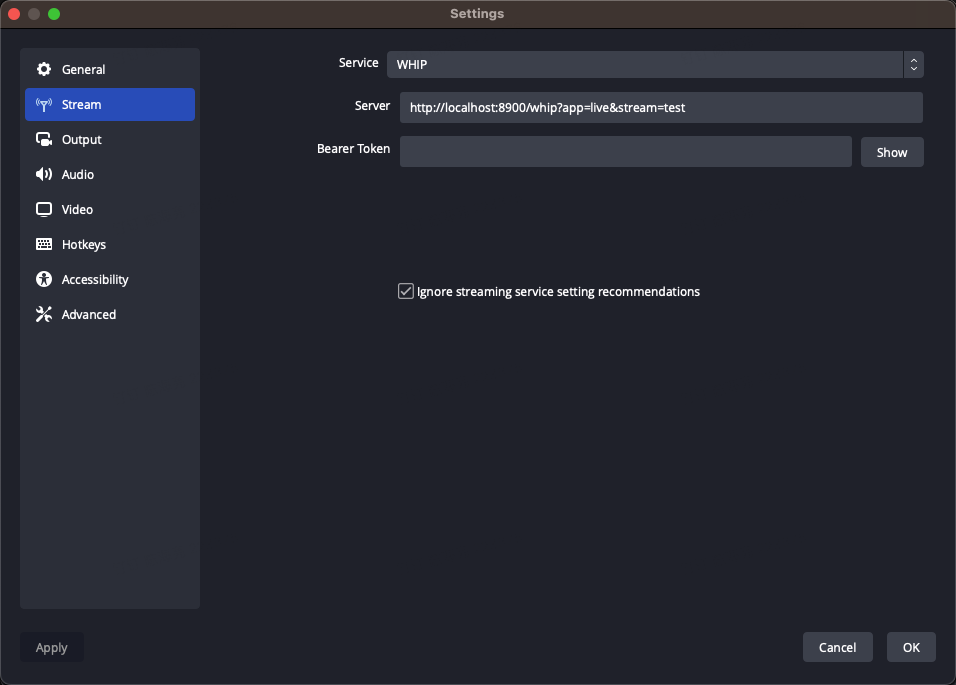 Settings
General
Stream
Output
Audio
Video
Hotkeys
Accessibility
Advanced
Service WHIP
Server http://localhost:8900/whip?app=live&stream=test
Bearer Token Show
Ignore streaming service setting recommendations
Apply Cancel OK